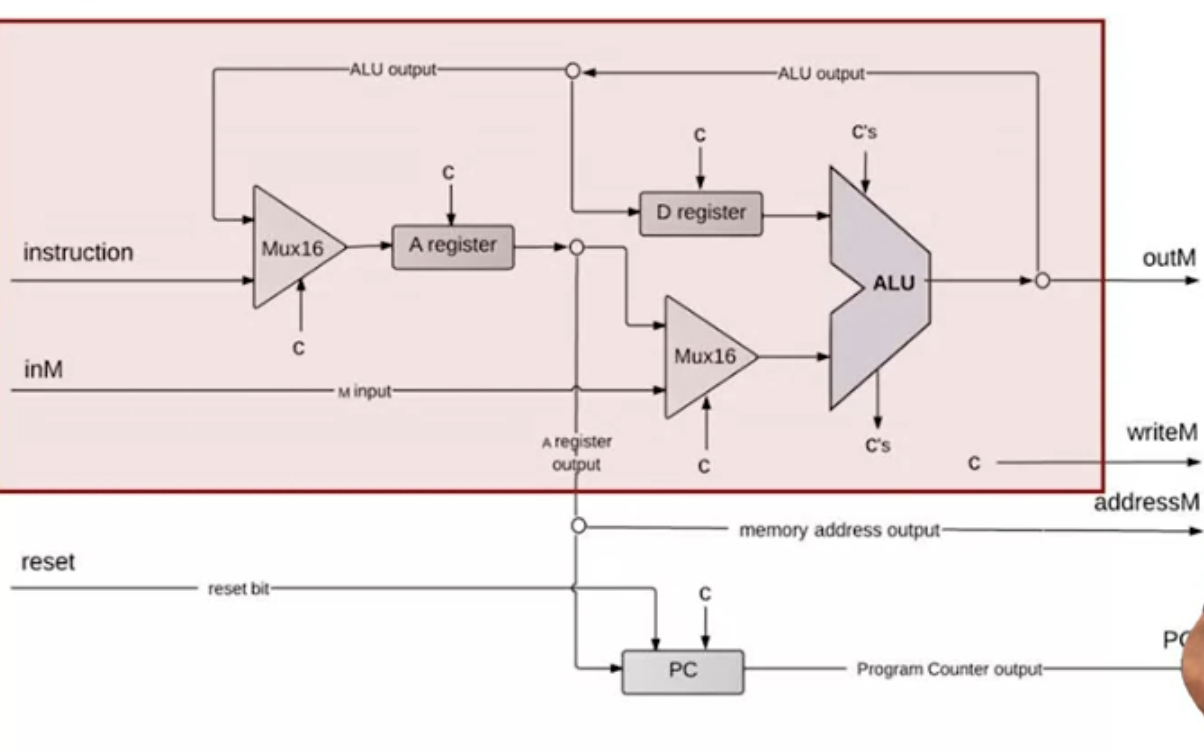 ALU output
ALU output
C
C's
C
D register
instruction
Mux16
A register
ALU
outM
C
Mux16
inM
M input
A register
output
C
C's
C
writeM
addressM
memory address output
reset
reset bit
C
PC
PC
Program Counter output